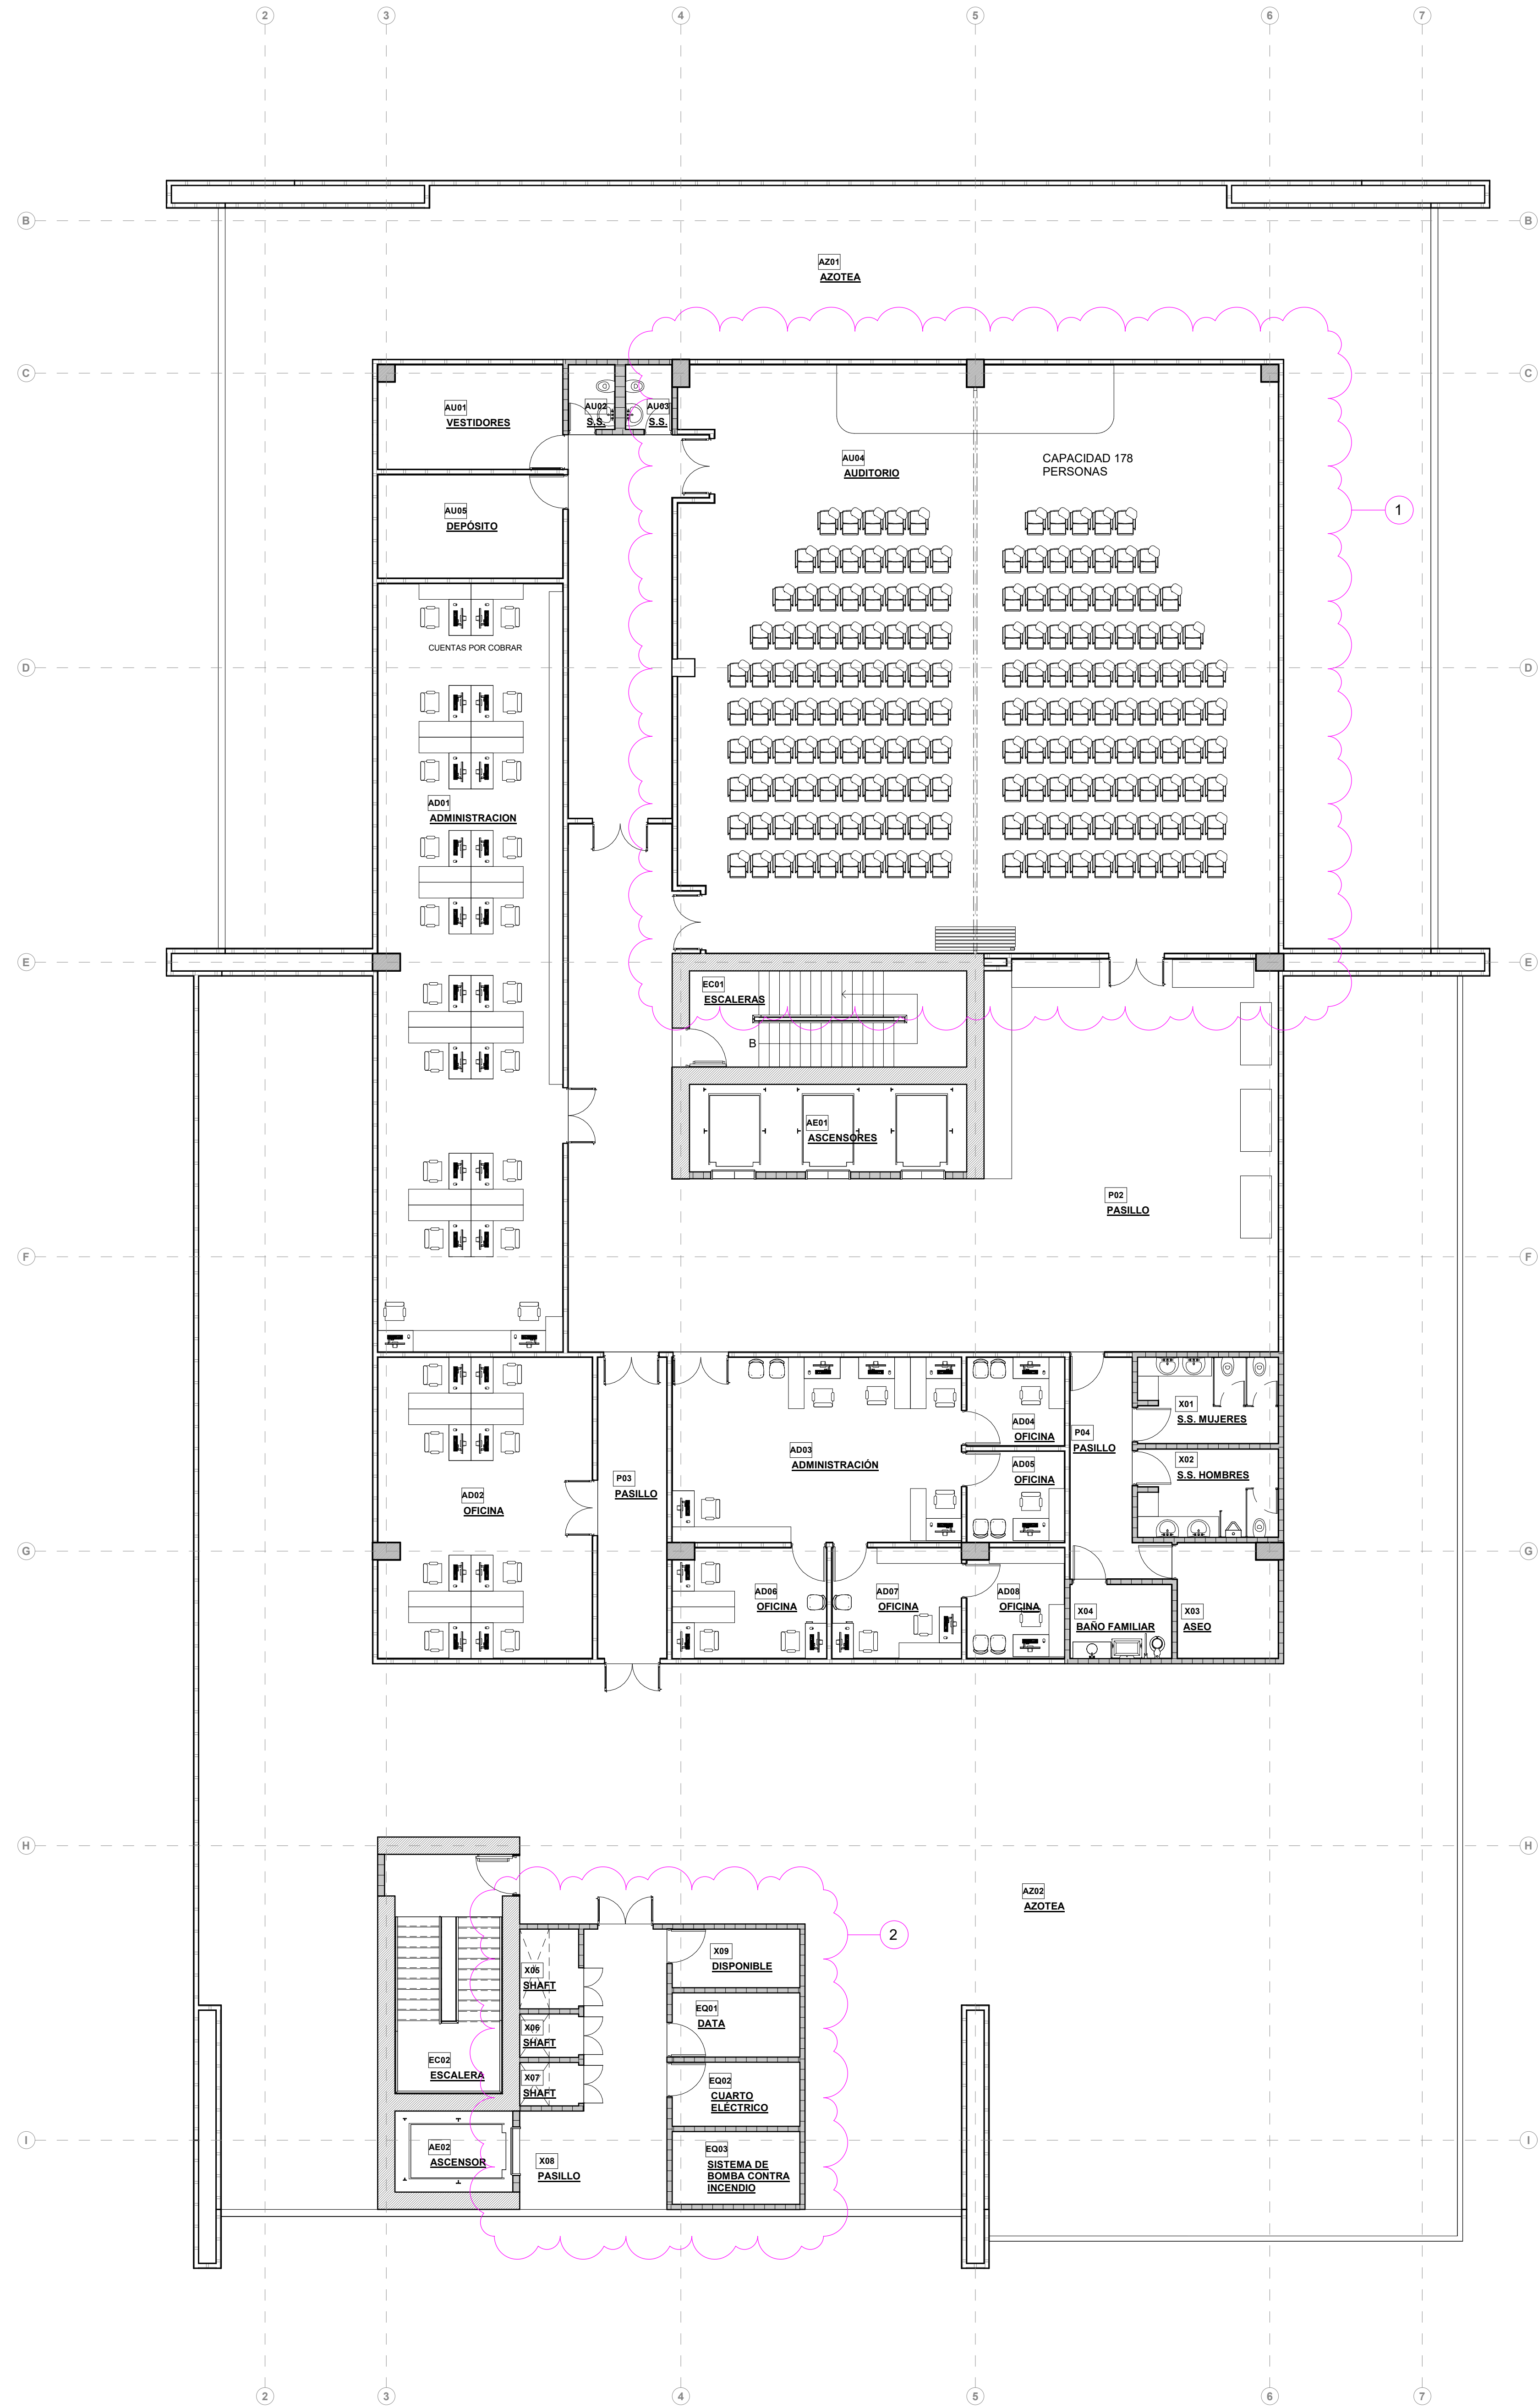 2 3 4 5 6 7
B B
AZ01
AZOTEA
C C
AU01
VESTIDORES
AU02
S.S.
AU03
S.S.
AU04
AUDITORIO
CAPACIDAD 178
PERSONAS
1
AU05
DEPÓSITO
CUENTAS POR COBRAR
D D
AD01
ADMINISTRACION
E E
EC01
ESCALERAS
B
AE01
ASCENSORES
P02
PASILLO
F F
AD04
OFICINA
X01
S.S. MUJERES
P04
PASILLO
AD03
ADMINISTRACIÓN
AD05
OFICINA
X02
S.S. HOMBRES
P03
PASILLO
AD02
OFICINA
G G
AD06
OFICINA
AD07
OFICINA
AD08
OFICINA
X04
BAÑO FAMILIAR
X03
ASEO
H H
AZ02
AZOTEA
2
X09
DISPONIBLE
X05
SHAFT
EQ01
DATA
X06
SHAFT
EC02
ESCALERA
X07
SHAFT
EQ02
CUARTO
ELÉCTRICO
I I
AE02
ASCENSOR
X08
PASILLO
EQ03
SISTEMA DE
BOMBA CONTRA
INCENDIO
2 3 4 5 6 7